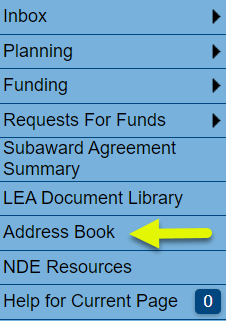 Inbox
Planning
Funding
Requests For Funds
Subaward Agreement
Summary
LEA Document Library
Address Book
NDE Resources
Help for Current Page 0